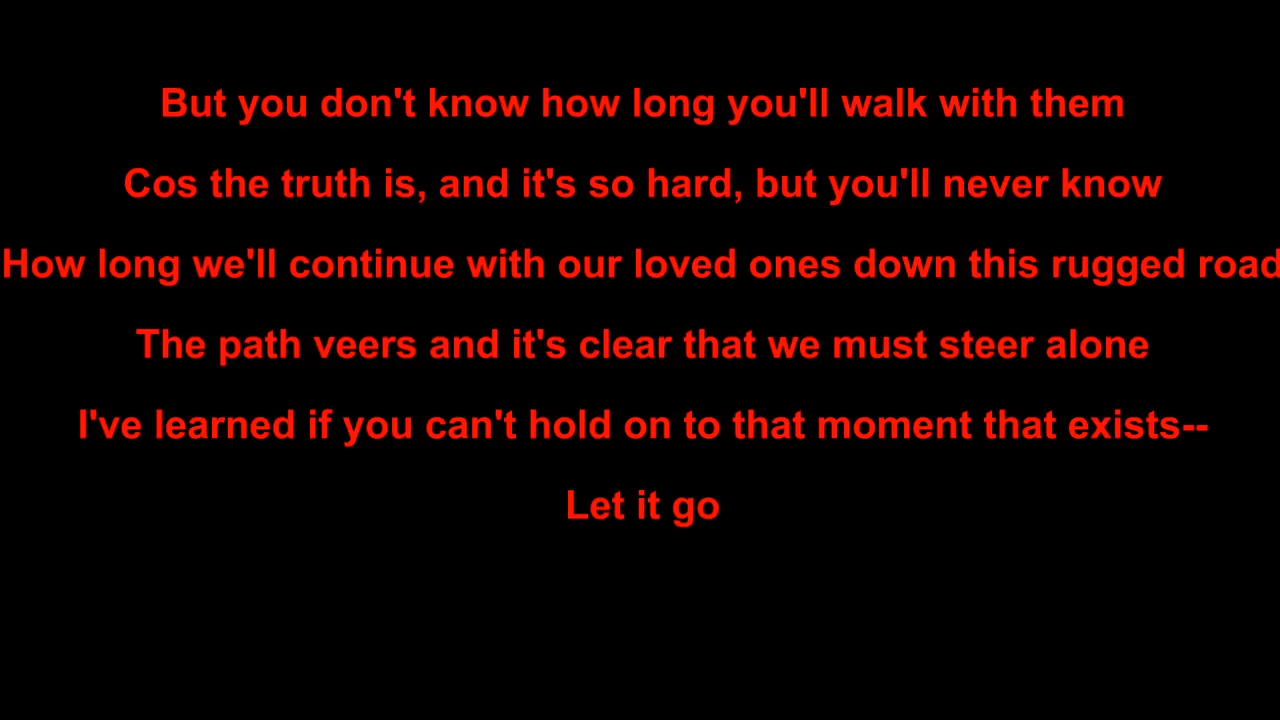 But you don't know how long you'll walk with them
Cos the truth is, and it's so hard, but you'll never know
How long we'll continue with our loved ones down this rugged road
The path veers and it's clear that we must steer alone
I've learned if you can't hold on to that moment that exists--
Let it go